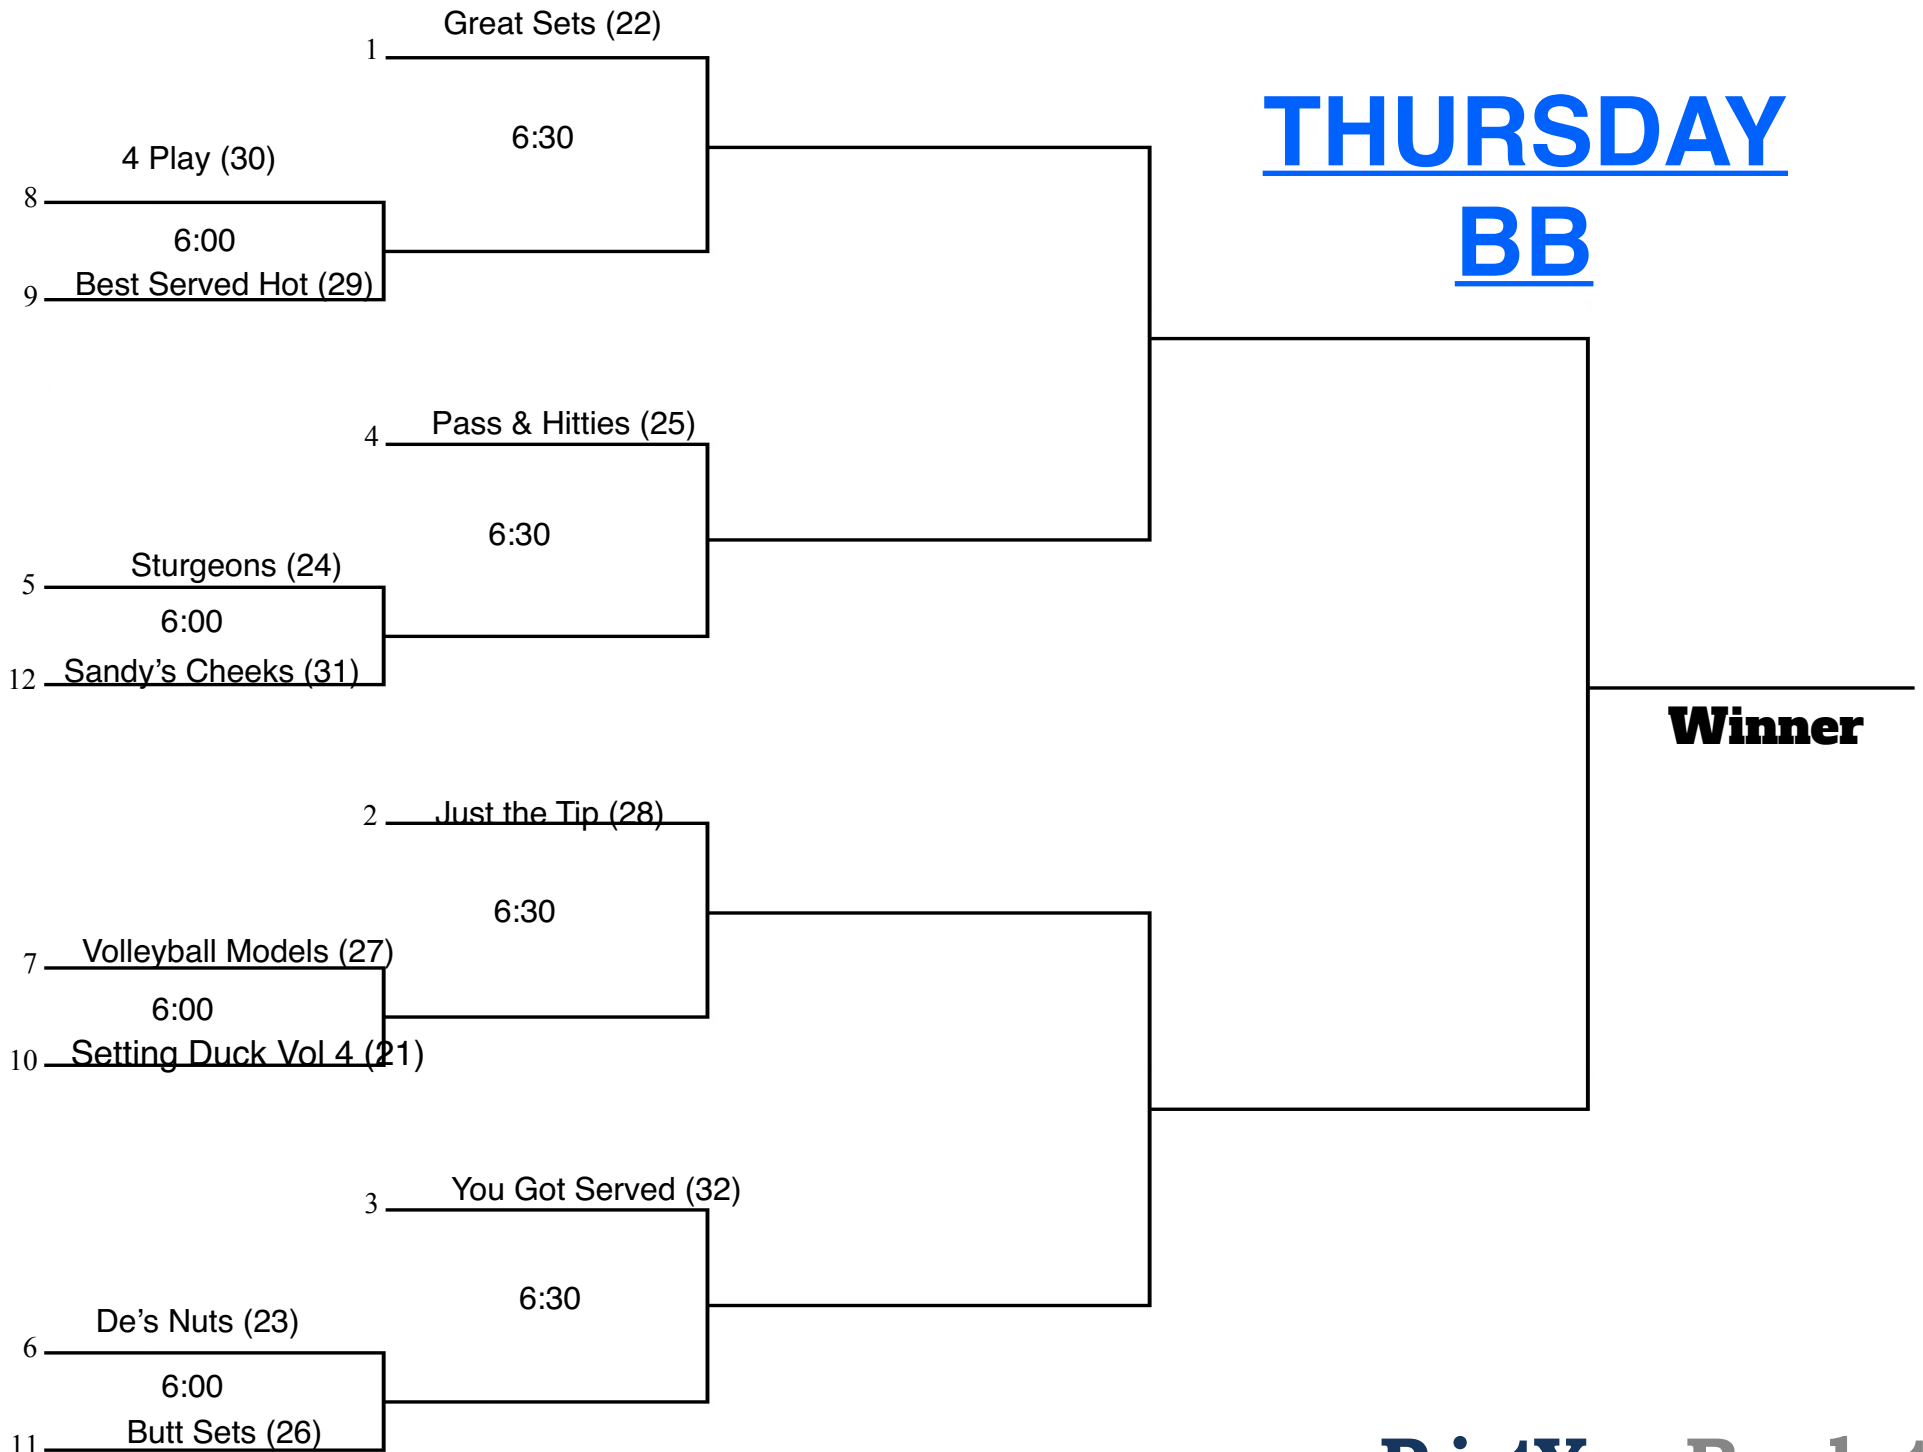 Great Sets (22)
1
6:30
THURSDAY
BB
4 Play (30)
8
6:00
Best Served Hot (29)
9
Pass & Hitties (25)
4
6:30
Sturgeons (24)
5
6:00
Sandy’s Cheeks (31)
12
Winner
Just the Tip (28)
2
6:30
Volleyball Models (27)
7
6:00
Setting Duck Vol 4 (21)
10
You Got Served (32)
3
6:30
De’s Nuts (23)
6
6:00
Butt Sets (26)
11